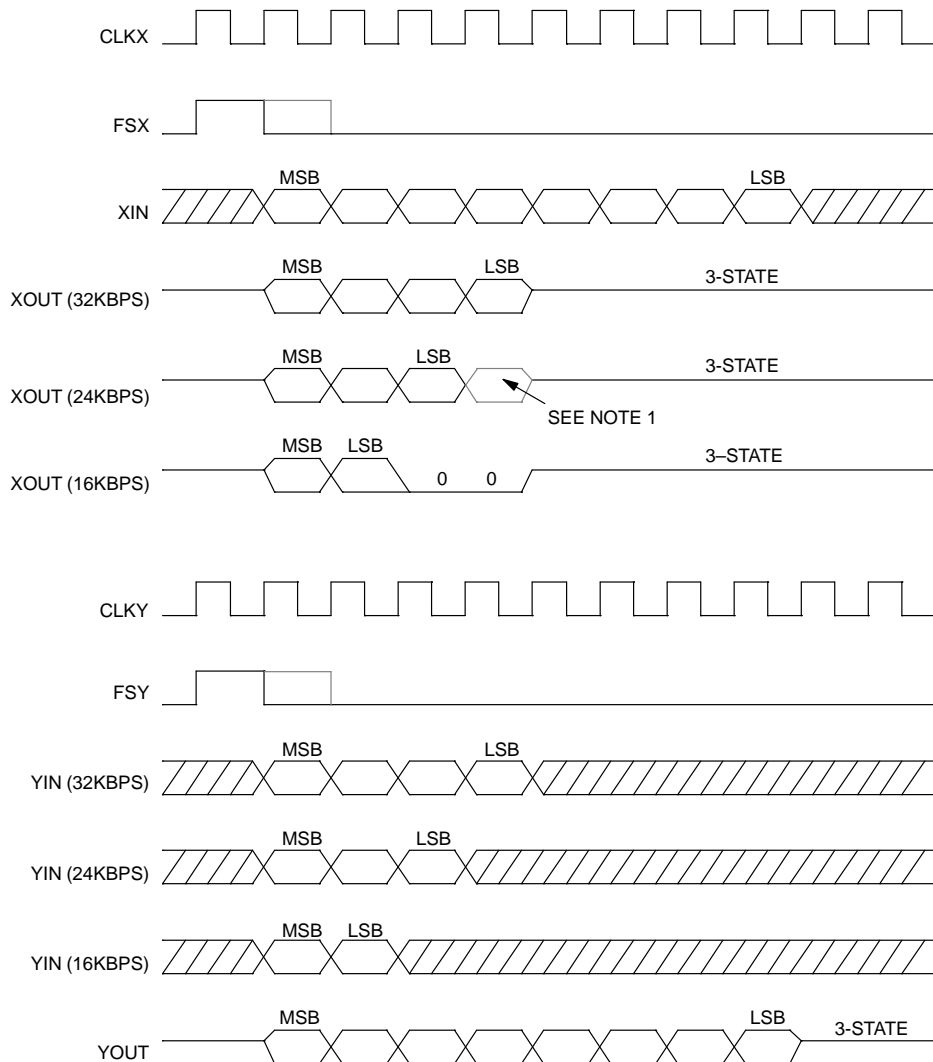 CLKX
FSX
MSB LSB
XIN
MSB LSB 3-STATE
XOUT (32KBPS)
MSB LSB 3-STATE
XOUT (24KBPS)
SEE NOTE 1
MSB LSB 3–STATE
XOUT (16KBPS) 0 0
CLKY
FSY
MSB LSB
YIN (32KBPS)
MSB LSB
YIN (24KBPS)
MSB LSB
YIN (16KBPS)
MSB LSB 3-STATE
YOUT